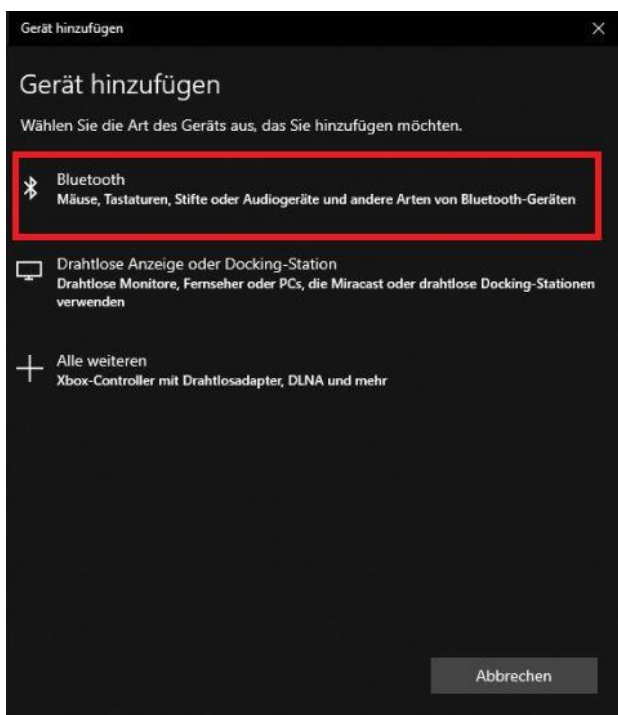 Gerät hinzufügen
Gerät hinzufügen
Wählen Sie die Art des Geräts aus, das Sie hinzufügen möchten.
Bluetooth
Mäuse, Tastaturen, Stifte oder Audiogeräte und andere Arten von Bluetooth-Geräten
Drahtlose Anzeige oder Docking-Station
Drahtlose Monitore, Fernseher oder PCs, die Miracast oder drahtlose Docking-Stationen
verwenden
Alle weiteren
Xbox-Controller mit Drahtlosadapter, DLNA und mehr
Abbrechen